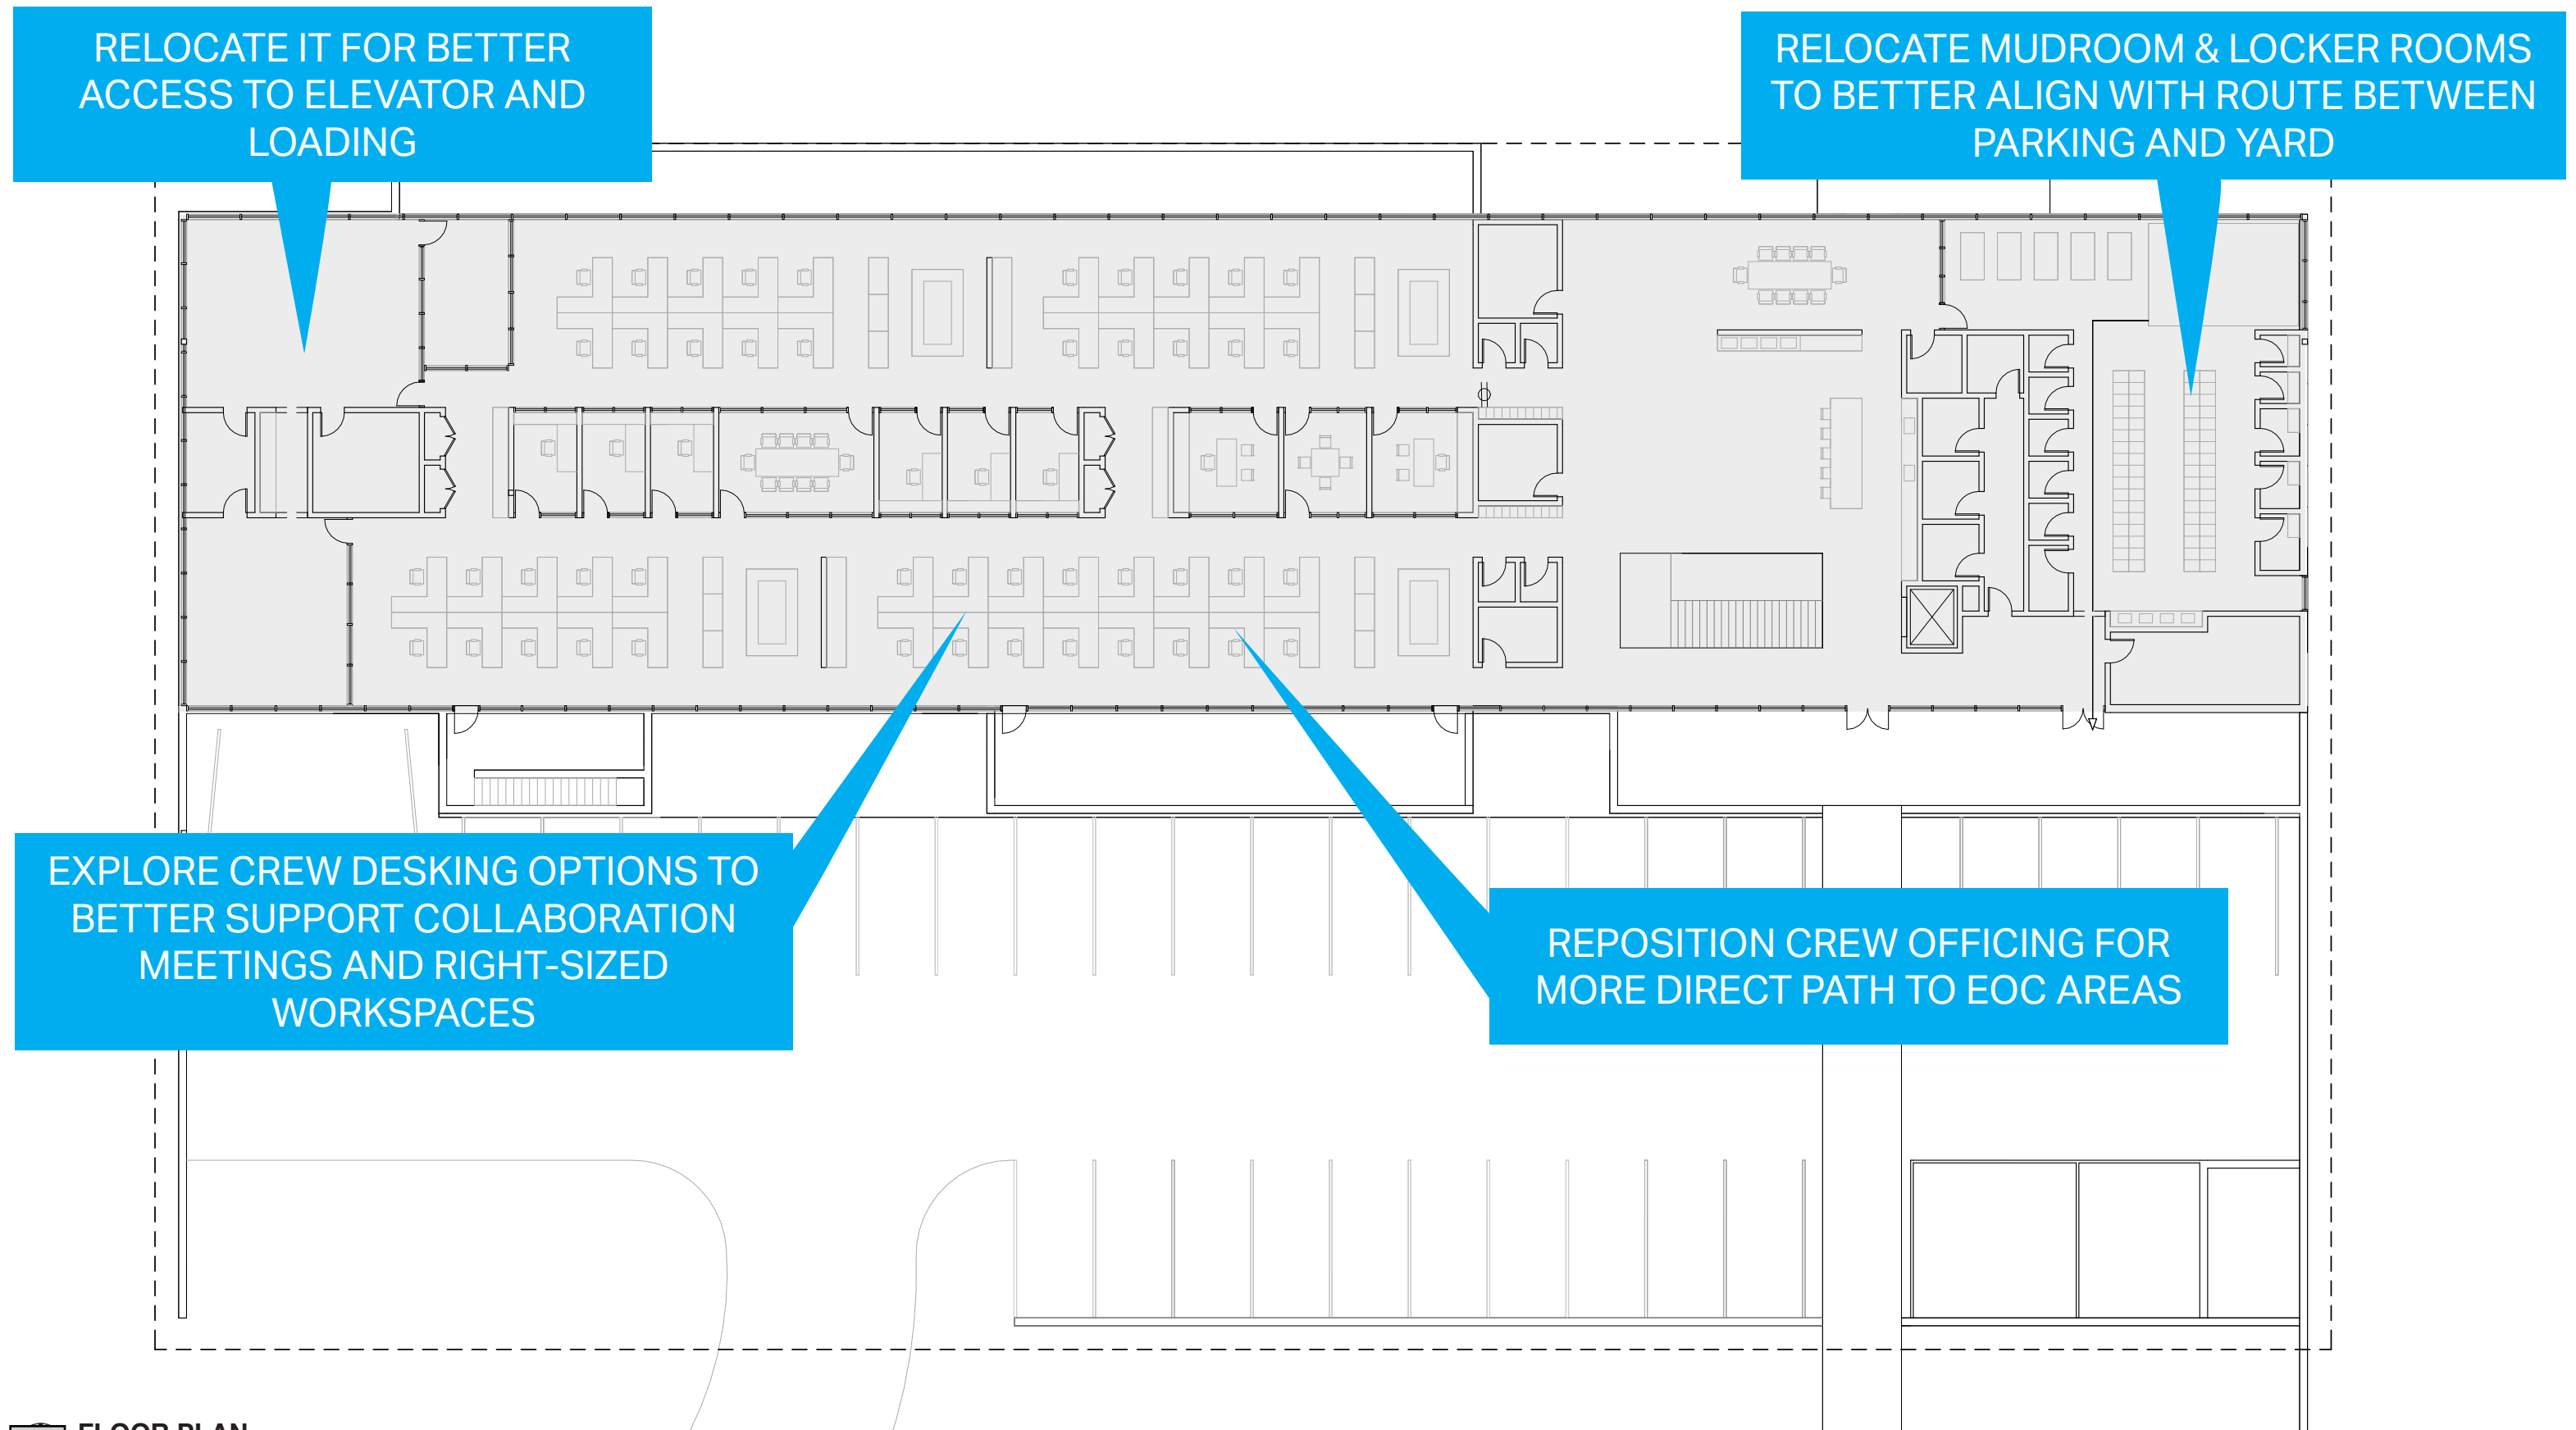 RELOCATE IT FOR BETTER
ACCESS TO ELEVATOR AND
LOADING
RELOCATE MUDROOM & LOCKER ROOMS
TO BETTER ALIGN WITH ROUTE BETWEEN
PARKING AND YARD
EXPLORE CREW DESKING OPTIONS TO
BETTER SUPPORT COLLABORATION
MEETINGS AND RIGHT-SIZED
WORKSPACES
REPOSITION CREW OFFICING FOR
MORE DIRECT PATH TO EOC AREAS
FLOOR PLAN